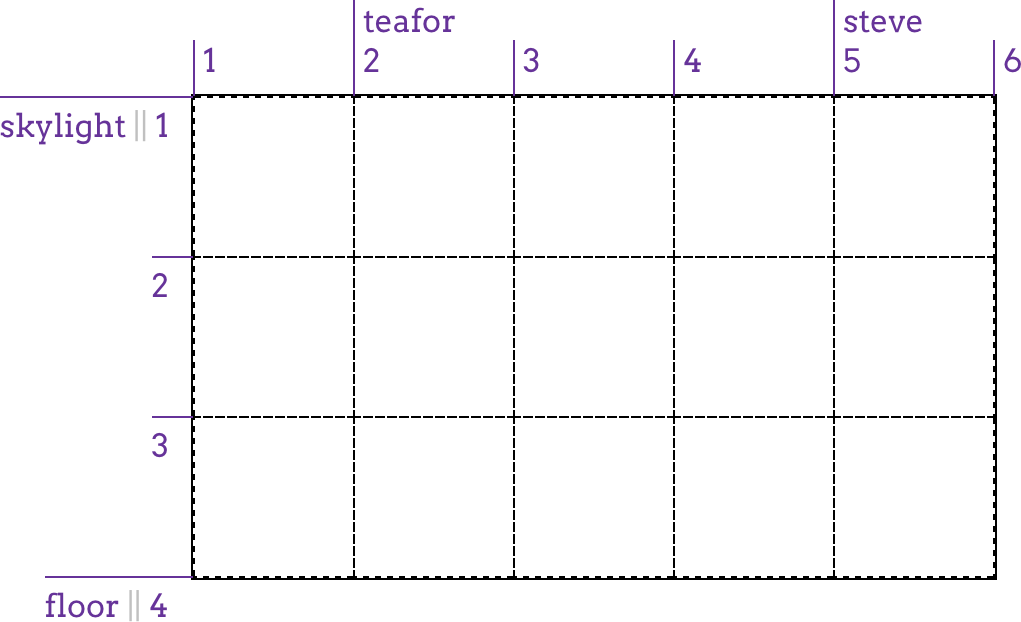 teafor steve
1 2 3 4 5 6
skylight || 1
2
3
floor || 4